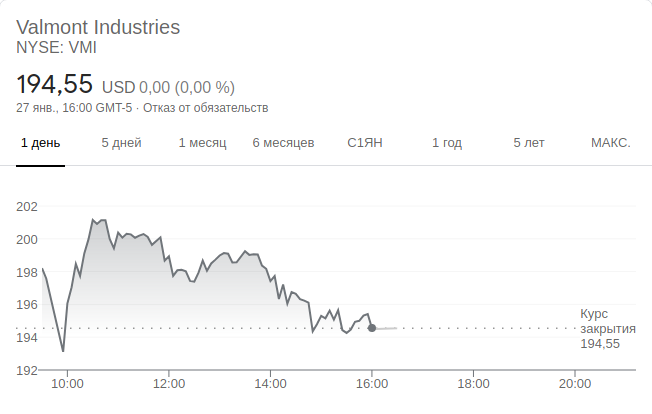 Valmont Industries
NYSE: VMI
194,55 USD 0,00 (0,00 %)
27 янв., 16:00 GMT-5 · Отказ от обязательств
1 день 5 дней 1 месяц 6 месяцев С1ЯН 1 год 5 лет МАКС.
202
200
198
196
194
192
Курс
закрытия
194,55
10:00 12:00 14:00 16:00 18:00 20:00